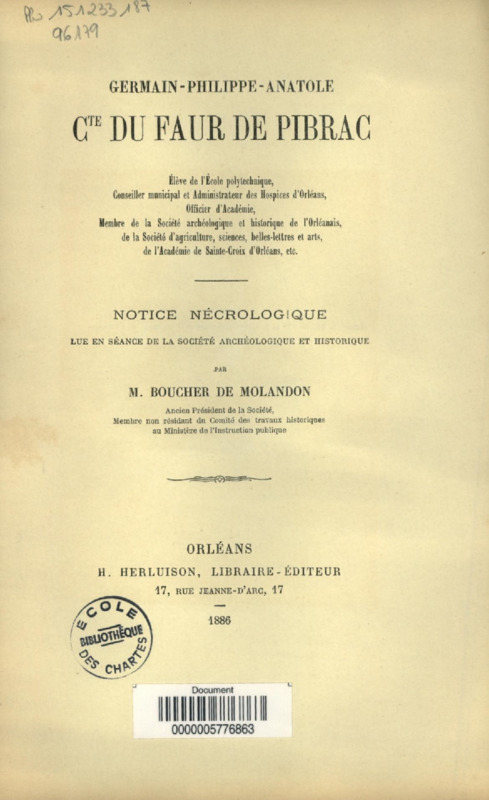 151233187
96179
GERMAIN-PHILIPPE-ANATOLE
CTE DU FAUR DE PIBRAC
Élève de l'École polytechnique,
Conseiller municipal et Administrateur des Hospices d'Orléans,
Officier d'Académie,
Membre de la Société archéologique et historique de l'Orléanais,
de la Société d'agriculture, sciences, belles-lettres et arts,
de l'Académie de Sainte-Croix d'Orléans, etc.
NOTICE NÉCROLOGIQUE
LUE EN SÉANCE DE LA SOCIÉTÉ ARCHÉOLOGIQUE ET HISTORIQUE
PAR
M. BOUCHER DE MOLANDON
Ancien Président de la Société,
Membre non résidant du Comité des travaux historiques
au Ministère de l'Instruction publique
ORLÉANS
H. HERLUISON, LIBRAIRE-ÉDITEUR
17, RUE JEANNE-D'ARC, 17
1886
ECOLE
BIBLIOTHÈQUE
DES CHARTES
Document
0000005776863